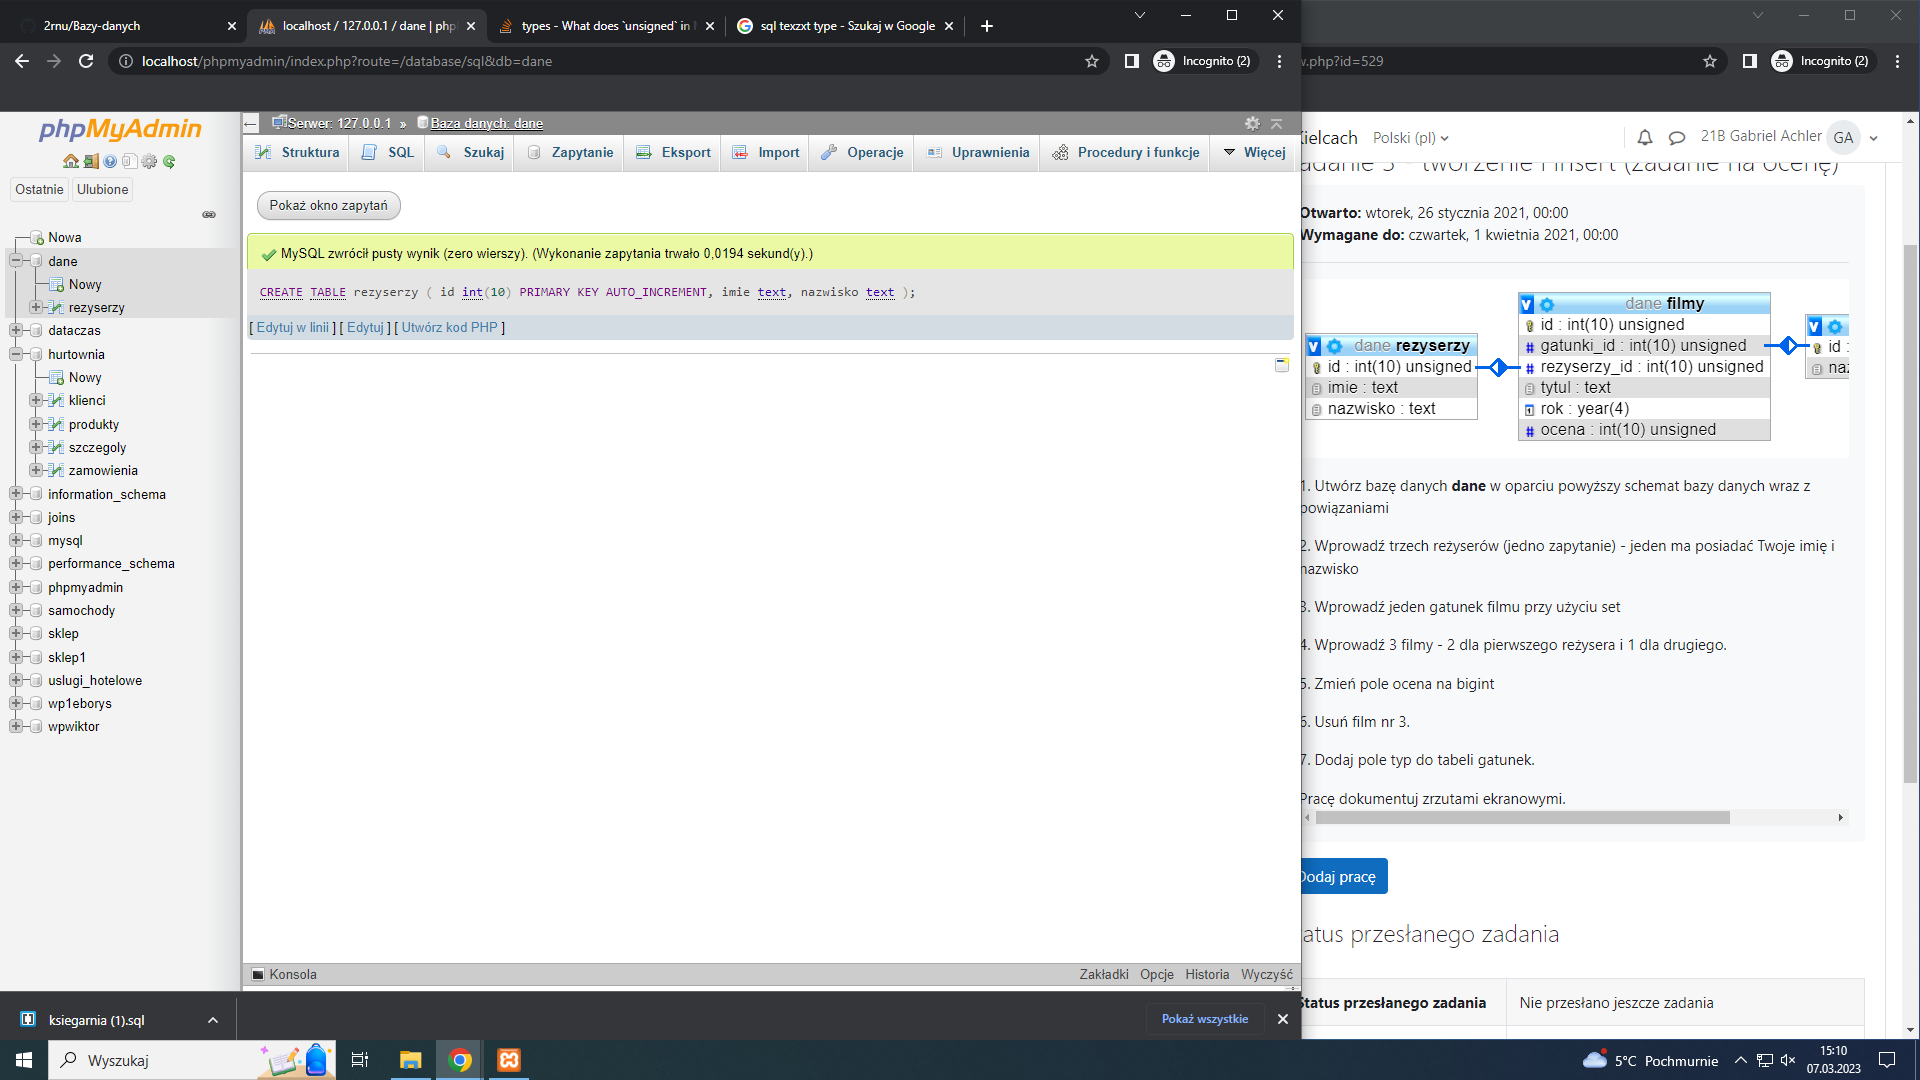 2rnu/Bazy-danych
localhost / 127.0.0.1 / dane | php
types - What does `unsigned` in
sql texzxt type - Szukaj w Google
localhost/phpmyadmin/index.php?route=/database/sql&db=dane
Incognito (2)
w.php?id=529
Incognito (2)
phpMyAdmin
Ostatnie
Ulubione
Nowa
dane
Nowy
rezyserzy
dataczas
hurtownia
Nowy
klienci
produkty
szczegoly
zamowienia
information_schema
joins
mysql
performance_schema
phpmyadmin
samochody
sklep
sklep1
uslugi_hotelowe
wp1eborys
wpwiktor
Serwer: 127.0.0.1 » Baza danych: dane
Struktura
SQL
Szukaj
Zapytanie
Eksport
Import
Operacje
Uprawnienia
Procedury i funkcje
Więcej
Pokaż okno zapytań
MySQL zwrócił pusty wynik (zero wierszy). (Wykonanie zapytania trwało 0,0194 sekund(y).)
CREATE TABLE rezyserzy ( id int(10) PRIMARY KEY AUTO_INCREMENT, imie text, nazwisko text );
[ Edytuj w linii ] [ Edytuj ] [ Utwórz kod PHP ]
Konsola
Zakładki
Opcje
Historia
Wyczyść
Kielcach
Polski (pl)
21B Gabriel Achler
GA
adanie 3 - tworzenie i insert (zadanie na ocenę)
Otwarto: wtorek, 26 stycznia 2021, 00:00
Wymagane do: czwartek, 1 kwietnia 2021, 00:00
dane rezyserzy
id : int(10) unsigned
imie : text
nazwisko : text
dane filmy
id : int(10) unsigned
gatunki_id : int(10) unsigned
rezyserzy_id : int(10) unsigned
tytul : text
rok : year(4)
ocena : int(10) unsigned
id :
naz
1. Utwórz bazę danych dane w oparciu powyższy schemat bazy danych wraz z
powiązaniami
2. Wprowadź trzech reżyserów (jedno zapytanie) - jeden ma posiadać Twoje imię i
nazwisko
3. Wprowadź jeden gatunek filmu przy użyciu set
4. Wprowadź 3 filmy - 2 dla pierwszego reżysera i 1 dla drugiego.
5. Zmień pole ocena na bigint
6. Usuń film nr 3.
7. Dodaj pole typ do tabeli gatunek.
Pracę dokumentuj zrzutami ekranowymi.
Dodaj pracę
atus przesłanego zadania
Status przesłanego zadania
Nie przesłano jeszcze zadania
ksiegarnia (1).sql
Pokaż wszystkie
Wyszukaj
5°C Pochmurnie
15:10
07.03.2023